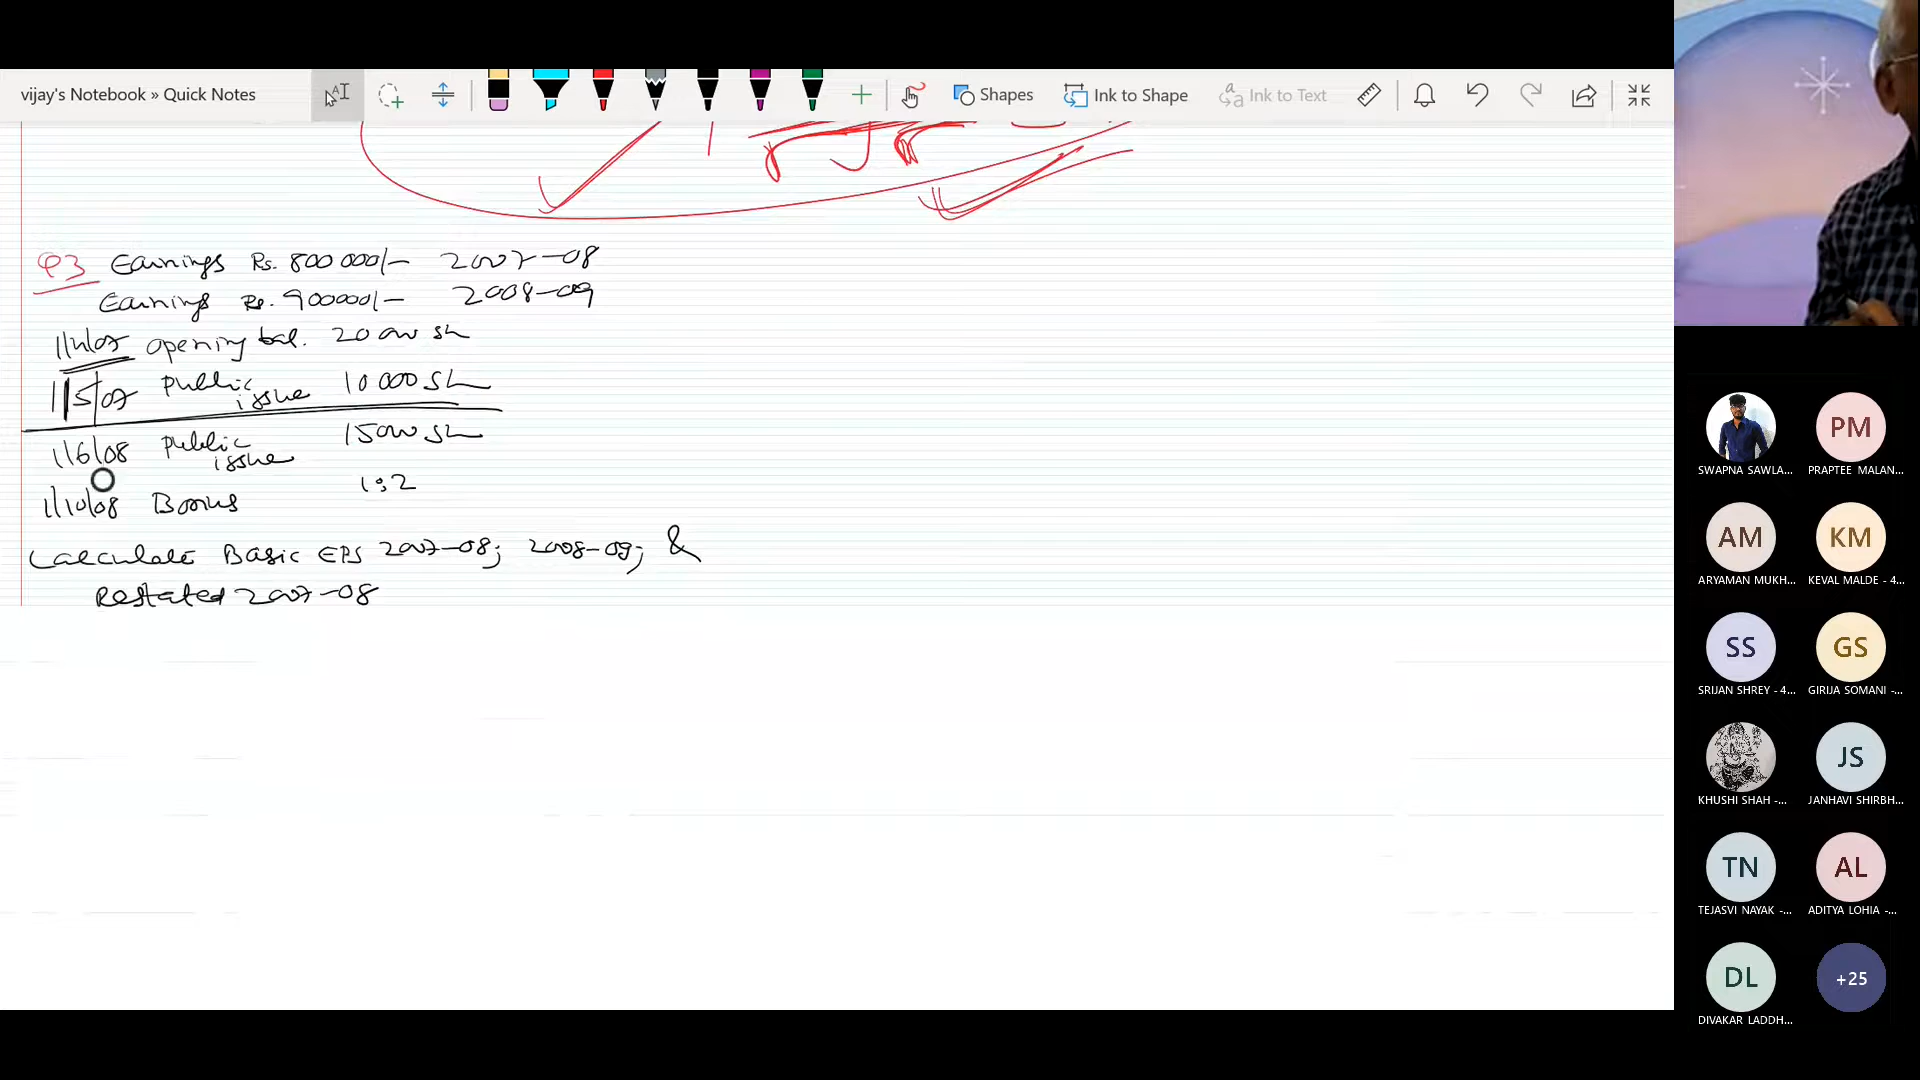 vijay's Notebook » Quick Notes
Shapes
Ink to Shape
Ink to Text
Q3 Earnings Rs. 800000/- 2007-08
Earnings Rs. 900000/- 2008-09
1/4/07 opening bal. 20000 sh
1/5/07 Public issue 10000 sh
1/6/08 Public issue 15000 sh
1/10/08 Bonus 1:2
Calculate Basic EPS 2007-08; 2008-09; &
Restated 2007-08
SWAPNA SAWLA...
PM
PRAPTEE MALAN...
AM
ARYAMAN MUKH...
KM
KEVAL MALDE - 4...
SS
SRIJAN SHREY - 4...
GS
GIRIJA SOMANI -...
KHUSHI SHAH -...
JS
JANHAVI SHIRBH...
TN
TEJASVI NAYAK -...
AL
ADITYA LOHIA -...
DL
DIVAKAR LADDH...
+25